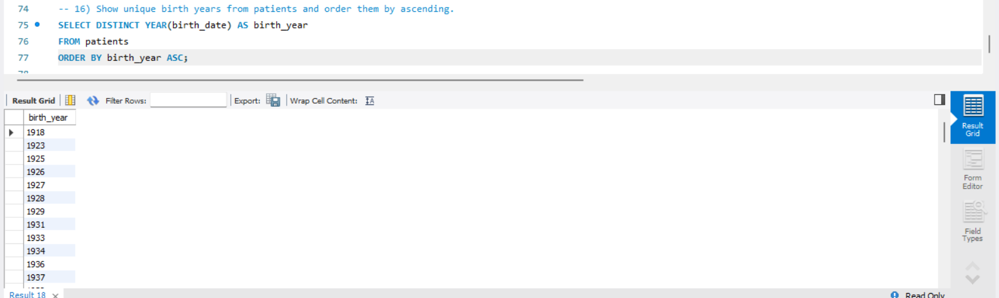 74 -- 16) Show unique birth years from patients and order them by ascending.
75 SELECT DISTINCT YEAR(birth_date) AS birth_year
76 FROM patients
77 ORDER BY birth_year ASC;
78
Result Grid Filter Rows: Export: Wrap Cell Content: IA
birth_year
1918
1923
1925
1926
1927
1928
1929
1931
1933
1934
1936
1937
Result
Grid
Form
Editor
Field
Types
Result 18 ×
Read Only